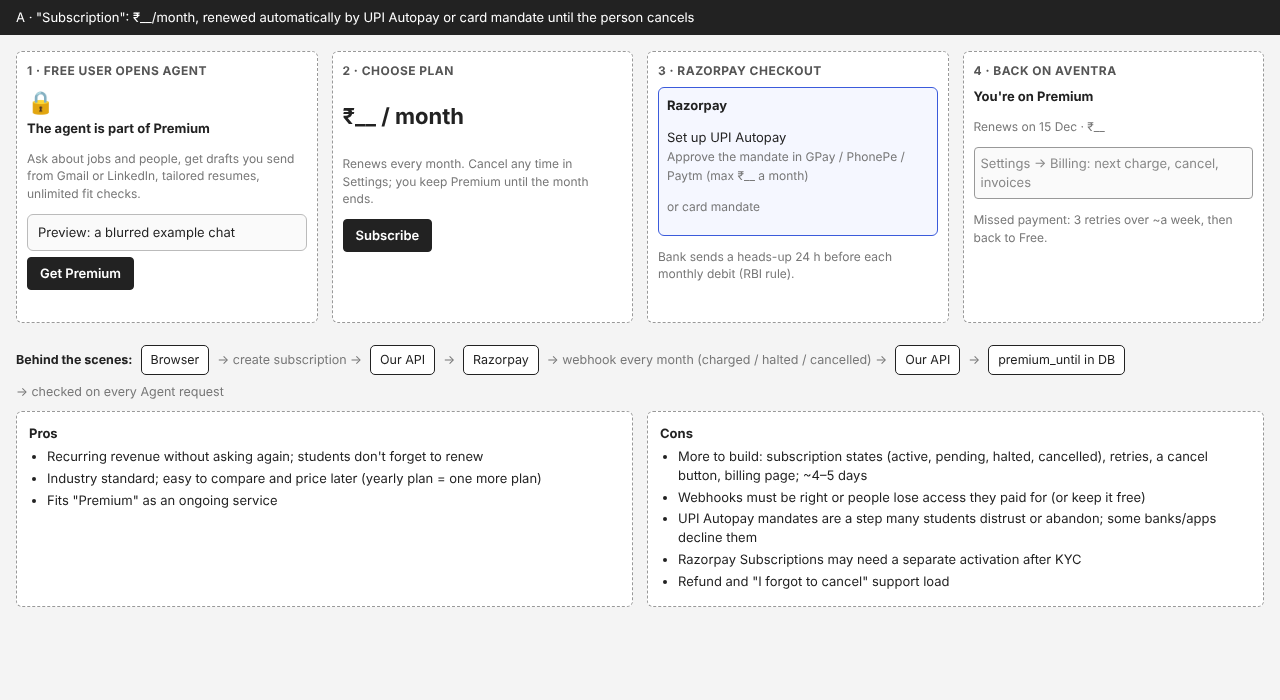 A · "Subscription": ₹__/month, renewed automatically by UPI Autopay or card mandate until the person cancels
1 · FREE USER OPENS AGENT
The agent is part of Premium
Ask about jobs and people, get drafts you send
from Gmail or LinkedIn, tailored resumes,
unlimited fit checks.
Preview: a blurred example chat
Get Premium
2 · CHOOSE PLAN
₹__ / month
Renews every month. Cancel any time in
Settings; you keep Premium until the month
ends.
Subscribe
3 · RAZORPAY CHECKOUT
Razorpay
Set up UPI Autopay
Approve the mandate in GPay / PhonePe /
Paytm (max ₹__ a month)
or card mandate
Bank sends a heads-up 24 h before each
monthly debit (RBI rule).
4 · BACK ON AVENTRA
You're on Premium
Renews on 15 Dec · ₹__
Settings → Billing: next charge, cancel,
invoices
Missed payment: 3 retries over ~a week, then
back to Free.
Behind the scenes: Browser → create subscription → Our API → Razorpay → webhook every month (charged / halted / cancelled) → Our API → premium_until in DB
→ checked on every Agent request
Pros
• Recurring revenue without asking again; students don't forget to renew
• Industry standard; easy to compare and price later (yearly plan = one more plan)
• Fits "Premium" as an ongoing service
Cons
• More to build: subscription states (active, pending, halted, cancelled), retries, a cancel
button, billing page; ~4–5 days
• Webhooks must be right or people lose access they paid for (or keep it free)
• UPI Autopay mandates are a step many students distrust or abandon; some banks/apps
decline them
• Razorpay Subscriptions may need a separate activation after KYC
• Refund and "I forgot to cancel" support load